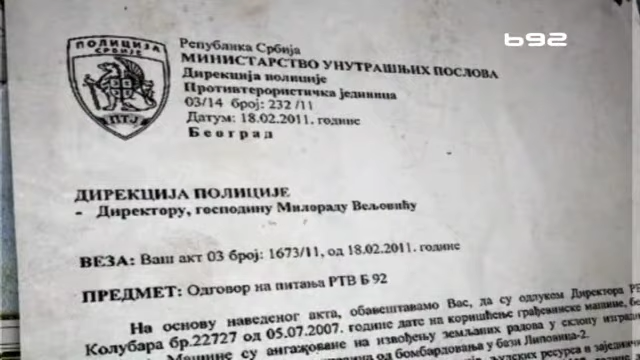 б92
ПОЛИЦИЈА
СРБИЈЕ
ПТЈ
Република Србија
МИНИСТАРСТВО УНУТРАШЊИХ ПОСЛОВА
Дирекција полиције
Противтерористичка јединица
03/14 број: 232 /11
Датум: 18.02.2011. године
Београд
ДИРЕКЦИЈА ПОЛИЦИЈЕ
- Директору, господину Милораду Вељовићу
ВЕЗА: Ваш акт 03 број: 1673/11, од 18.02.2011. године
ПРЕДМЕТ: Одговор на питања РТВ Б 92
На основу наведеног акта, обавештавамо Вас, да су одлуком Директора
Колубара бр.22727 од 05.07.2007. године дате на коришћење грађевинске машине,
Машине су ангажоване на извођењу земљаних радова у склопу
од бомбардовања у бази Липовица-2.
ресурса и